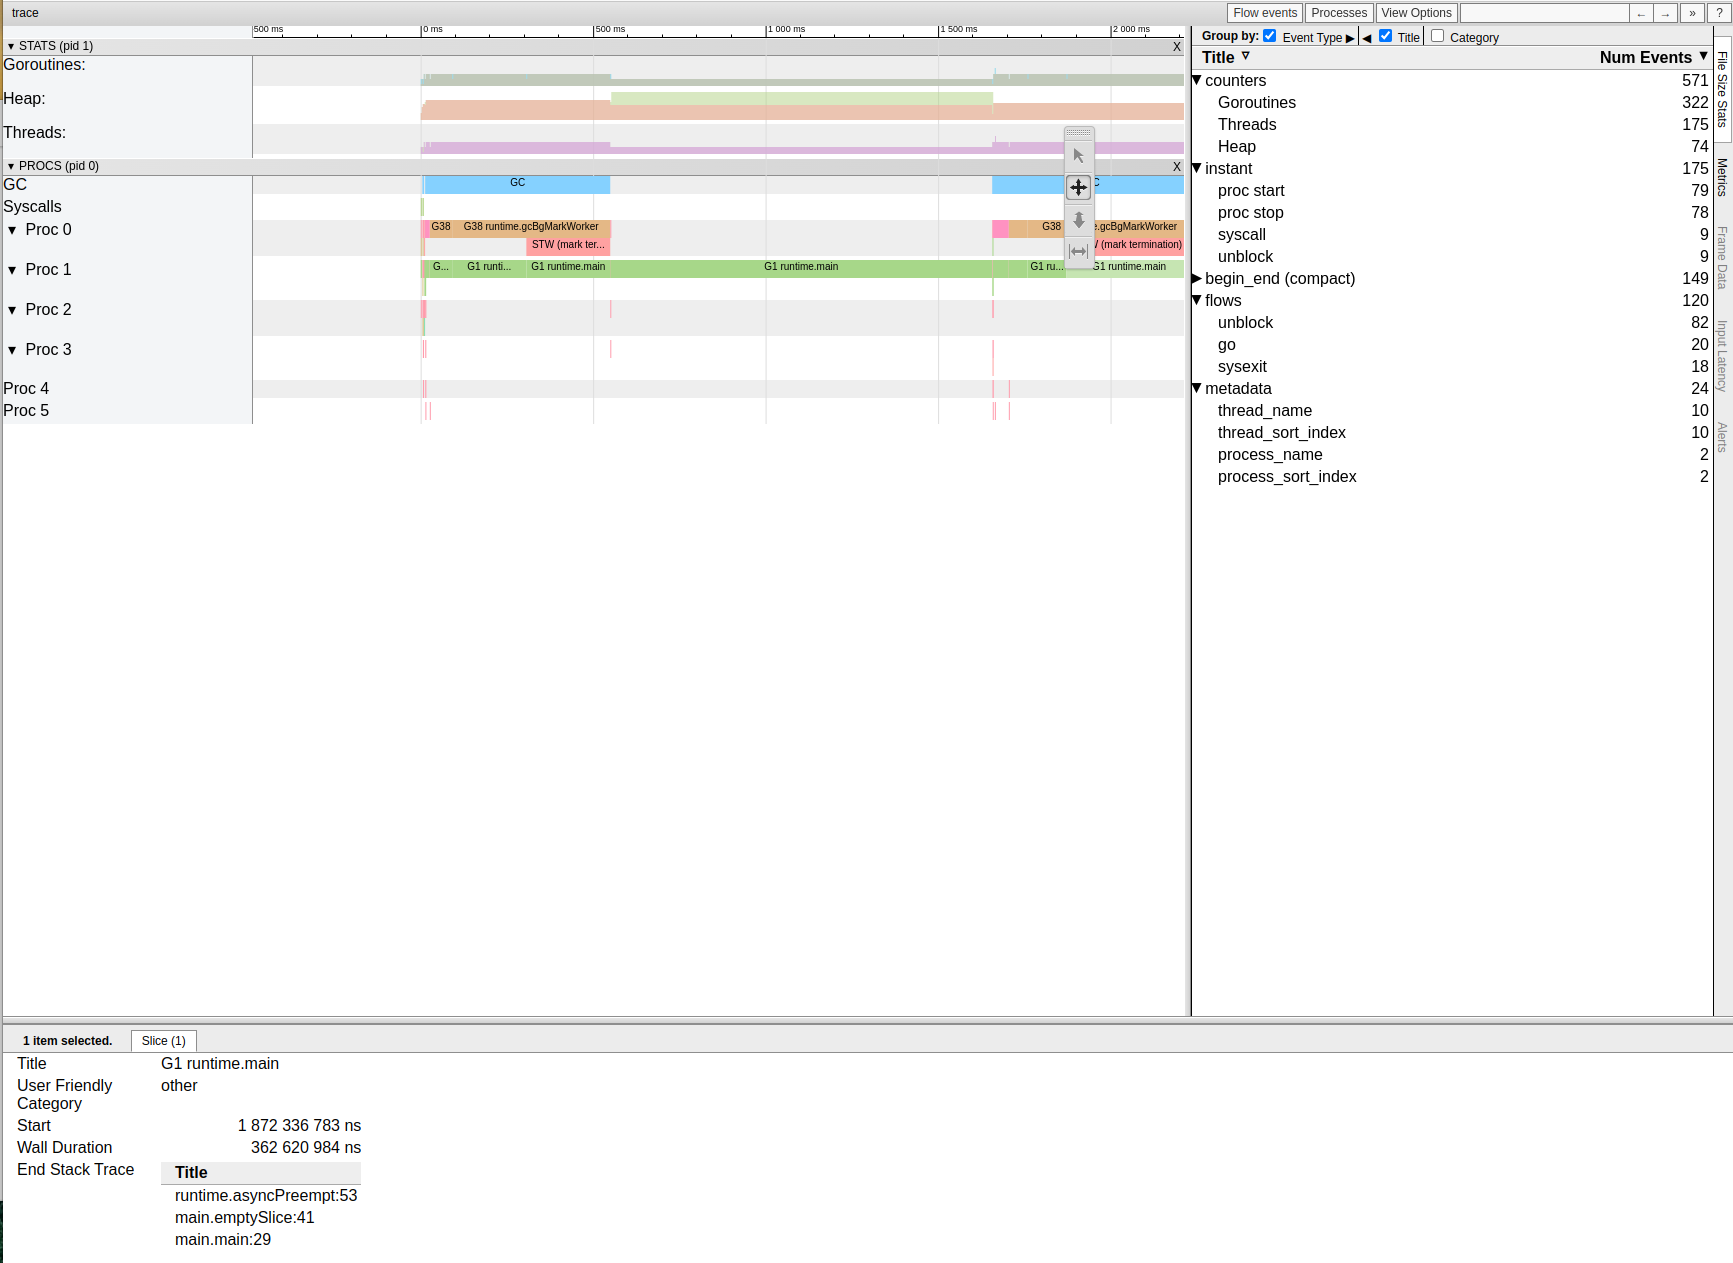 trace
Flow events Processes View Options ← → » ?
500 ms 0 ms 500 ms 1 000 ms 1 500 ms 2 000 ms
▼ STATS (pid 1) X
Goroutines:
Heap:
Threads:
▼ PROCS (pid 0) X
GC GC C
Syscalls
▼ Proc 0 G38 G38 runtime.gcBgMarkWorker G38 e.gcBgMarkWorker
STW (mark ter... / (mark termination)
▼ Proc 1 G... G1 runti... G1 runtime.main G1 runtime.main G1 ru... G1 runtime.main
▼ Proc 2
▼ Proc 3
Proc 4
Proc 5
Group by: Event Type ▶ ◀ Title Category
Title ▽ Num Events ▼
▼ counters 571
Goroutines 322
Threads 175
Heap 74
▼ instant 175
proc start 79
proc stop 78
syscall 9
unblock 9
▶ begin_end (compact) 149
▼ flows 120
unblock 82
go 20
sysexit 18
▼ metadata 24
thread_name 10
thread_sort_index 10
process_name 2
process_sort_index 2
File Size Stats
Metrics
Frame Data
Input Latency
Alerts
1 item selected. Slice (1)
Title G1 runtime.main
User Friendly other
Category
Start 1 872 336 783 ns
Wall Duration 362 620 984 ns
End Stack Trace Title
runtime.asyncPreempt:53
main.emptySlice:41
main.main:29